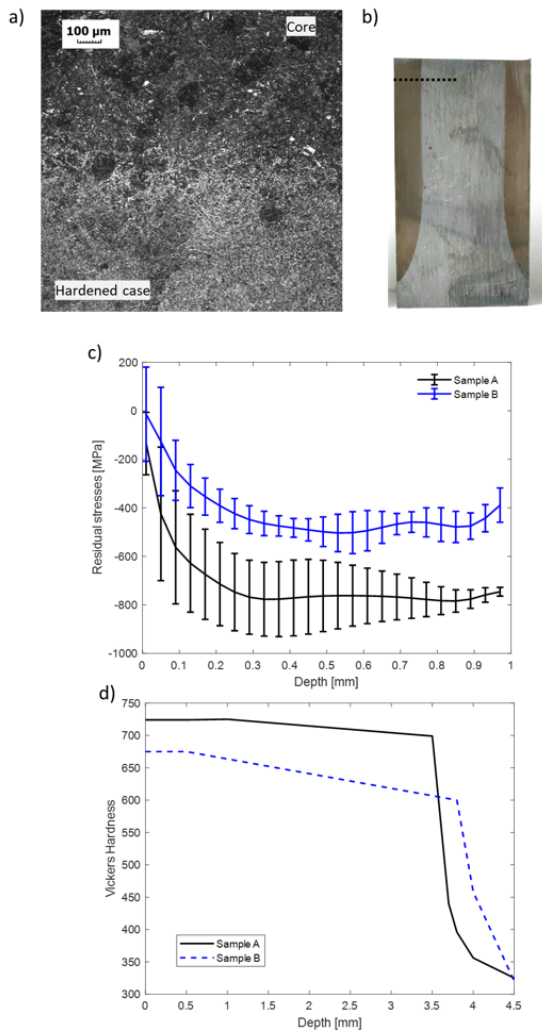 a)
100 µm
Core
Hardened case
b)
c)
200
0
-200
-400
-600
-800
-1000
Residual stresses [MPa]
Sample A
Sample B
0 0.1 0.2 0.3 0.4 0.5 0.6 0.7 0.8 0.9 1
Depth [mm]
d)
750
700
650
600
550
500
450
400
350
300
Vickers Hardness
Sample A
Sample B
0 0.5 1 1.5 2 2.5 3 3.5 4 4.5
Depth [mm]